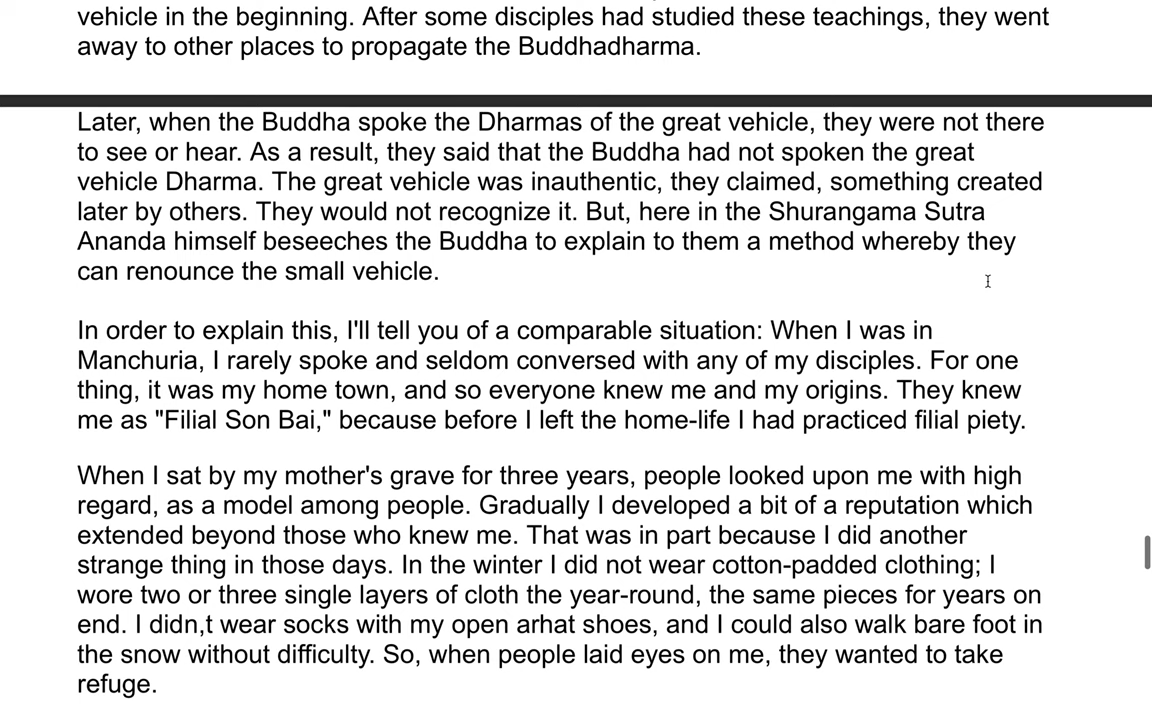 vehicle in the beginning. After some disciples had studied these teachings, they went
away to other places to propagate the Buddhadharma.
Later, when the Buddha spoke the Dharmas of the great vehicle, they were not there
to see or hear. As a result, they said that the Buddha had not spoken the great
vehicle Dharma. The great vehicle was inauthentic, they claimed, something created
later by others. They would not recognize it. But, here in the Shurangama Sutra
Ananda himself beseeches the Buddha to explain to them a method whereby they
can renounce the small vehicle.
In order to explain this, I'll tell you of a comparable situation: When I was in
Manchuria, I rarely spoke and seldom conversed with any of my disciples. For one
thing, it was my home town, and so everyone knew me and my origins. They knew
me as "Filial Son Bai," because before I left the home-life I had practiced filial piety.
When I sat by my mother's grave for three years, people looked upon me with high
regard, as a model among people. Gradually I developed a bit of a reputation which
extended beyond those who knew me. That was in part because I did another
strange thing in those days. In the winter I did not wear cotton-padded clothing; I
wore two or three single layers of cloth the year-round, the same pieces for years on
end. I didn,t wear socks with my open arhat shoes, and I could also walk bare foot in
the snow without difficulty. So, when people laid eyes on me, they wanted to take
refuge.